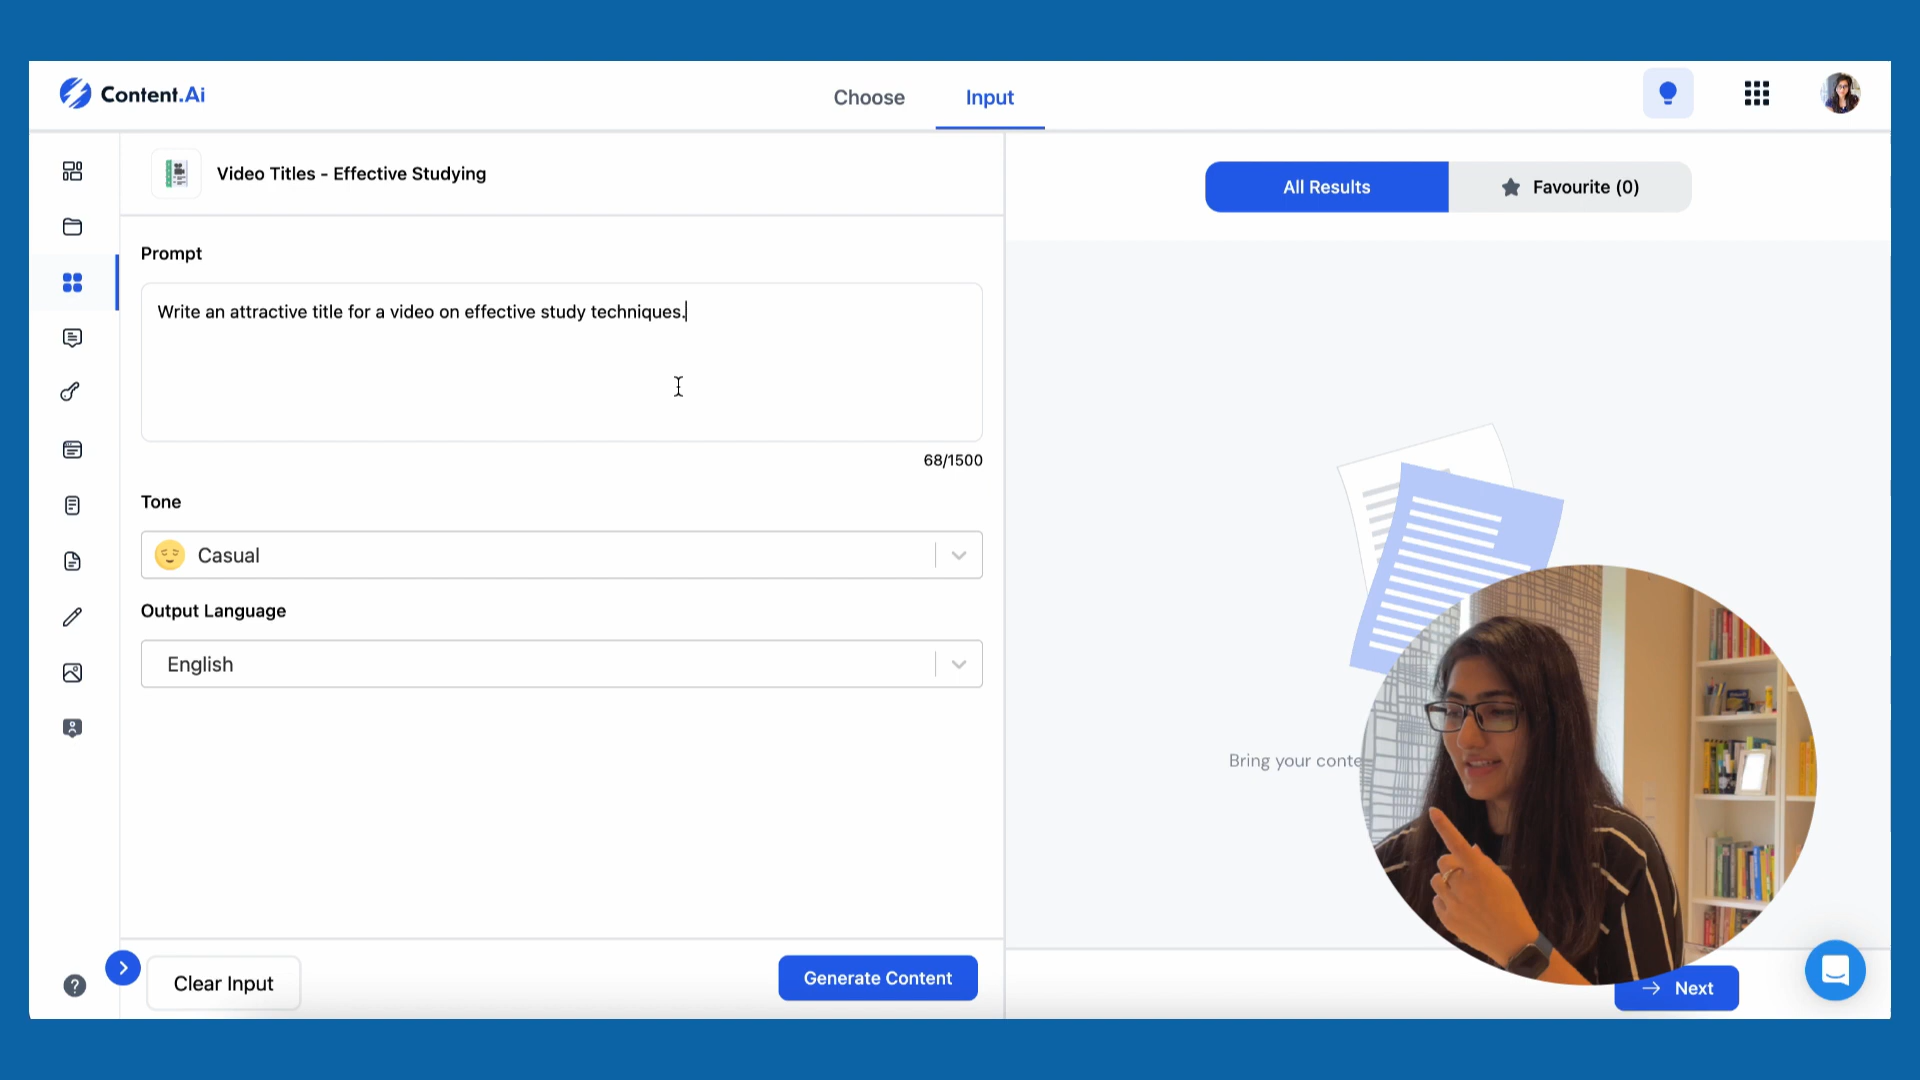 Content.Ai
Choose
Input
Video Titles - Effective Studying
All Results
Favourite (0)
Prompt
Write an attractive title for a video on effective study techniques.
68/1500
Tone
Casual
Output Language
English
Bring your conte
Clear Input
Generate Content
Next